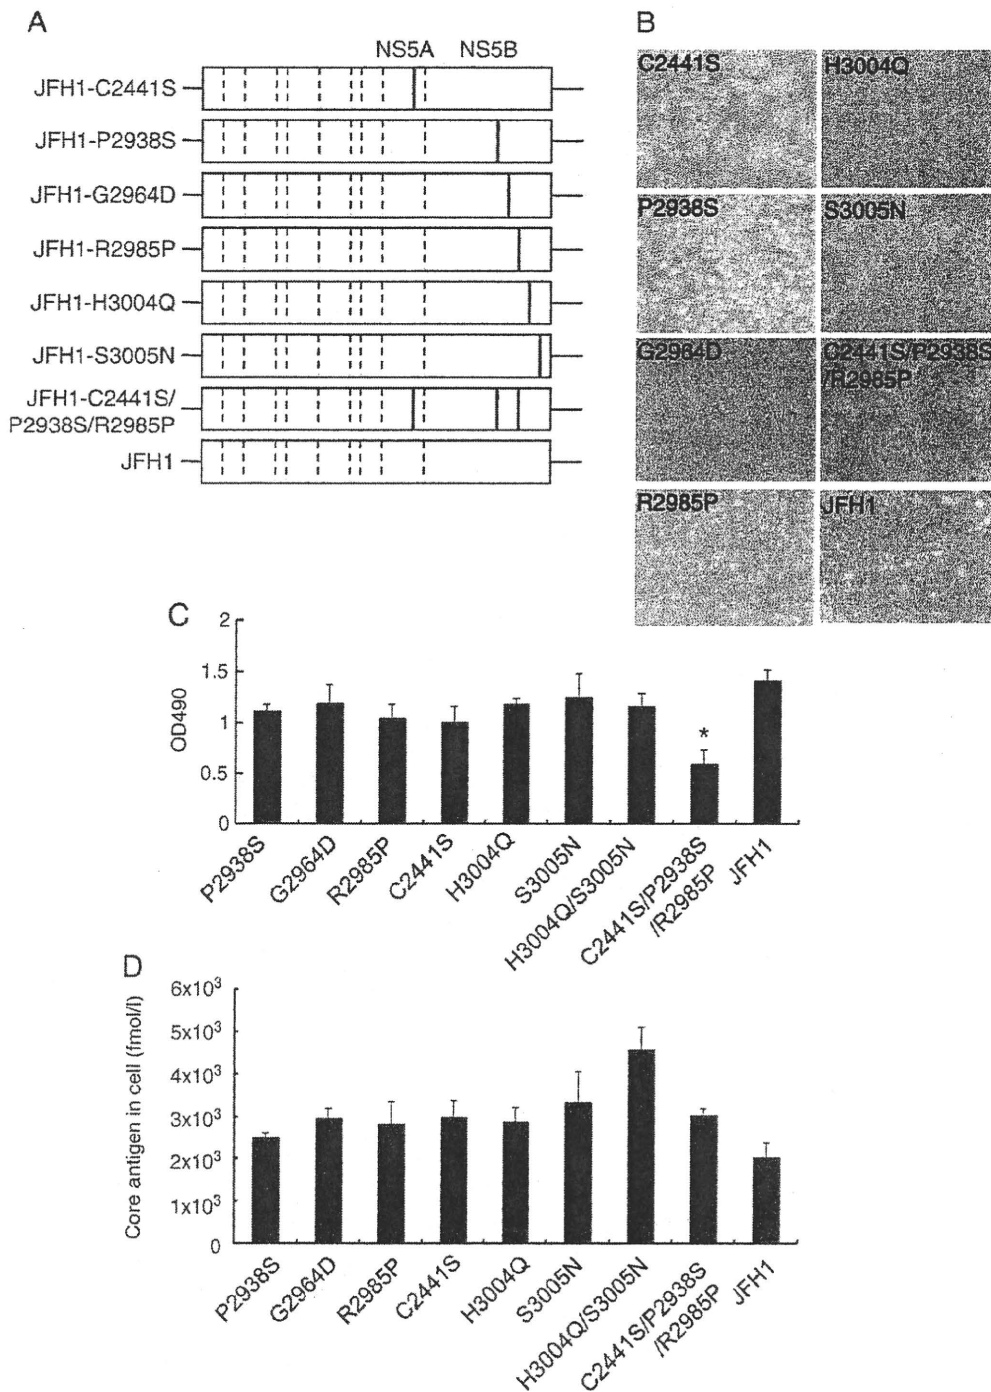 A
NS5A NS5B
JFH1-C2441S
JFH1-P2938S
JFH1-G2964D
JFH1-R2985P
JFH1-H3004Q
JFH1-S3005N
JFH1-C2441S/
P2938S/R2985P
JFH1
B
C2441S
H3004Q
P2938S
S3005N
G2964D
C2441S/P2938S
/R2985P
R2985P
JFH1
C
OD490
2
1.5
1
0.5
0
P2938S
G2964D
R2985P
C2441S
H3004Q
S3005N
H3004Q/S3005N
*
C2441S/P2938S
/R2985P
JFH1
D
Core antigen in cell (fmol/l)
6x10³
5x10³
4x10³
3x10³
2x10³
1x10³
0
P2938S
G2964D
R2985P
C2441S
H3004Q
S3005N
H3004Q/S3005N
C2441S/P2938S
/R2985P
JFH1